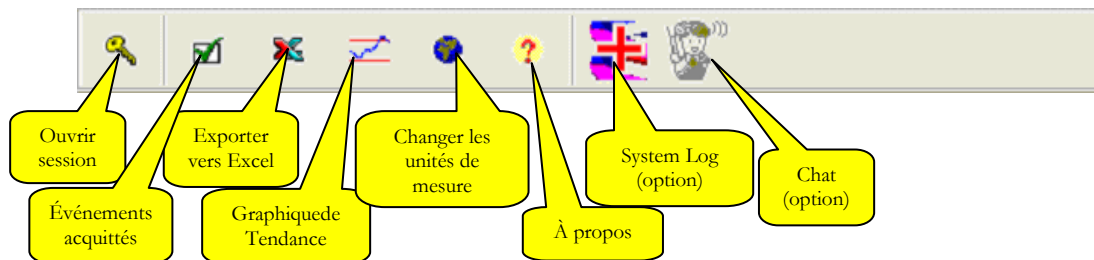 Ouvrir
session
Événements
acquittés
Exporter
vers Excel
Graphiquede
Tendance
Changer les
unités de
mesure
À propos
System Log
(option)
Chat
(option)